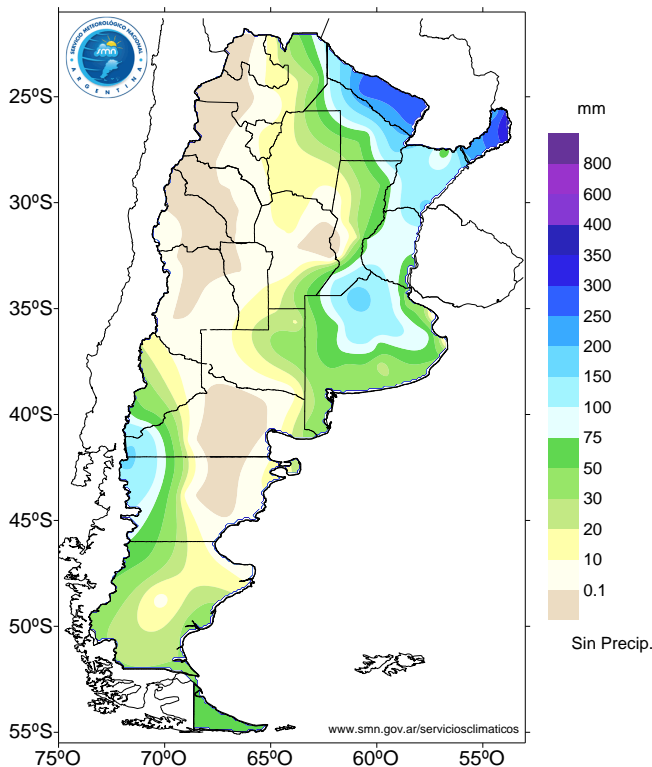 SERVICIO METEOROLÓGICO NACIONAL
smn
ARGENTINA
25ºS
30ºS
35ºS
40ºS
45ºS
50ºS
55ºS
75ºO
70ºO
65ºO
60ºO
55ºO
mm
800
600
400
350
300
250
200
150
100
75
50
30
20
10
0.1
Sin Precip.
www.smn.gov.ar/serviciosclimaticos